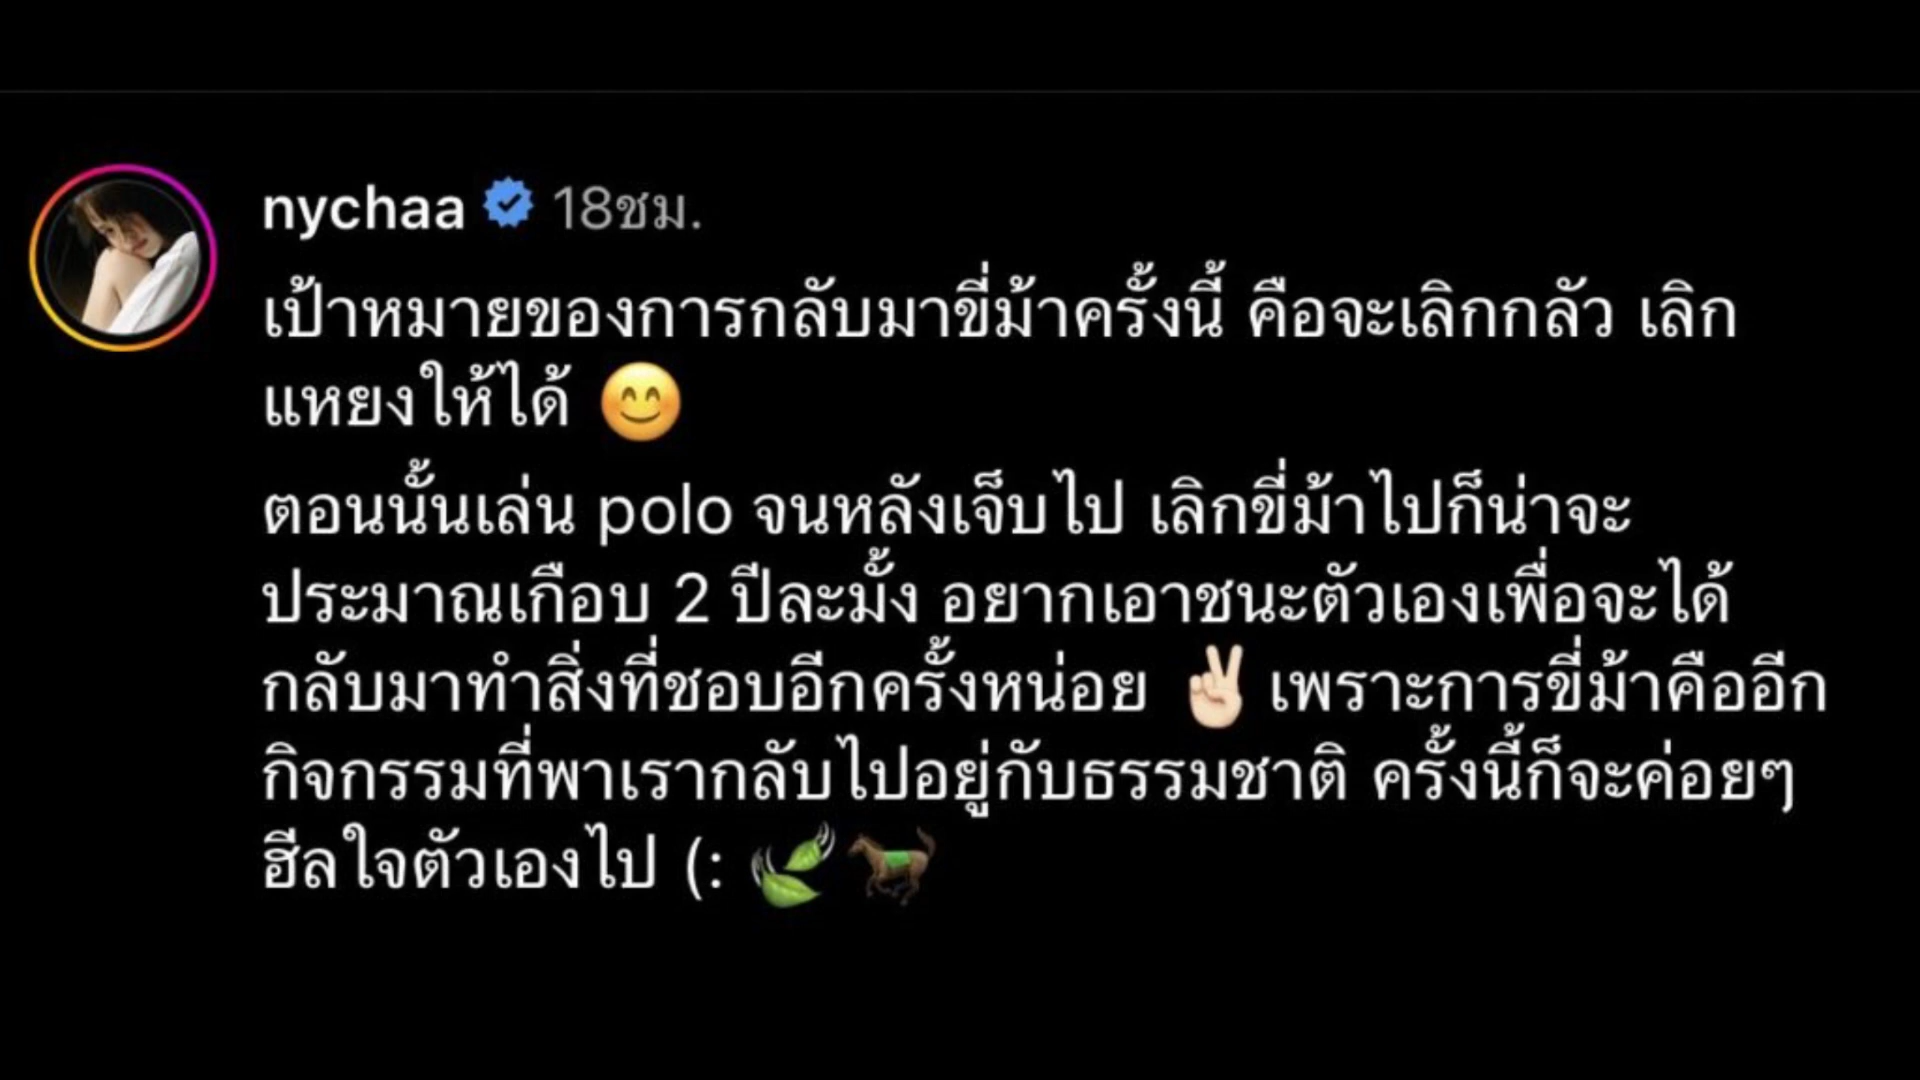 nychaa 18ชม.
เป้าหมายของการกลับมาขี่ม้าครั้งนี้ คือจะเลิกกลัว เลิก
แหยงให้ได้ 😊
ตอนนั้นเล่น polo จนหลังเจ็บไป เลิกขี่ม้าไปก็น่าจะ
ประมาณเกือบ 2 ปีละมั้ง อยากเอาชนะตัวเองเพื่อจะได้
กลับมาทำสิ่งที่ชอบอีกครั้งหน่อย ✌🏻 เพราะการขี่ม้าคืออีก
กิจกรรมที่พาเรากลับไปอยู่กับธรรมชาติ ครั้งนี้ก็จะค่อยๆ
ฮีลใจตัวเองไป (: 🍃🐎